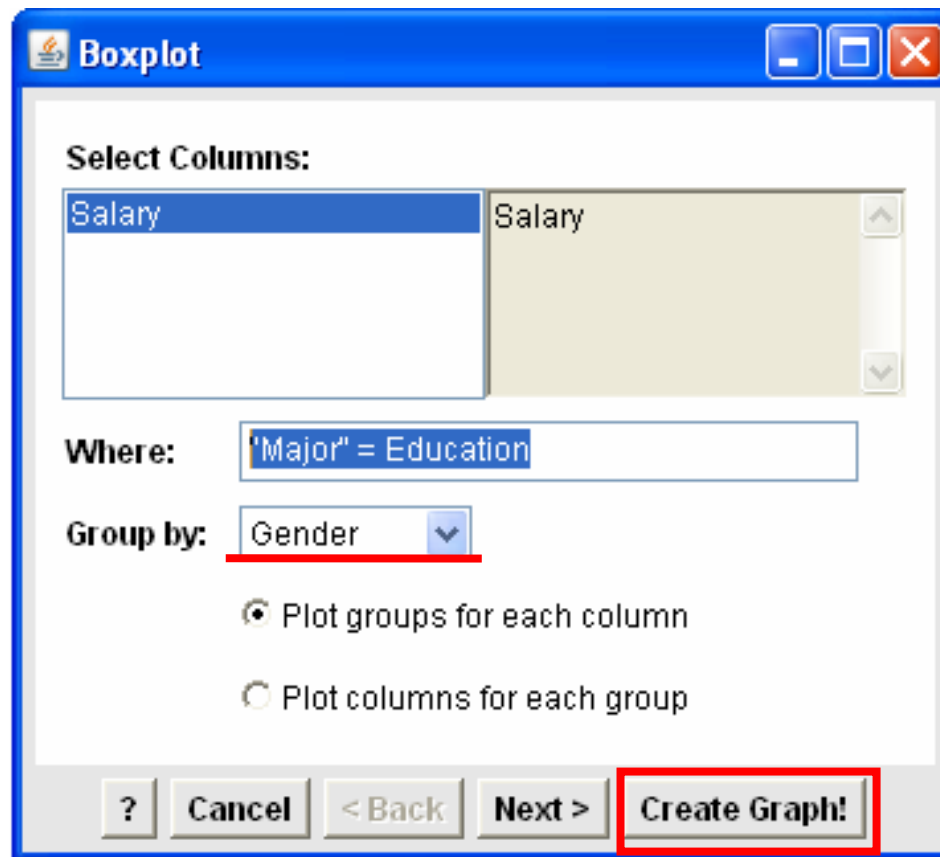 Boxplot
Select Columns:
Salary
Salary
Where: "Major" = Education
Group by: Gender
Plot groups for each column
Plot columns for each group
? Cancel < Back Next > Create Graph!